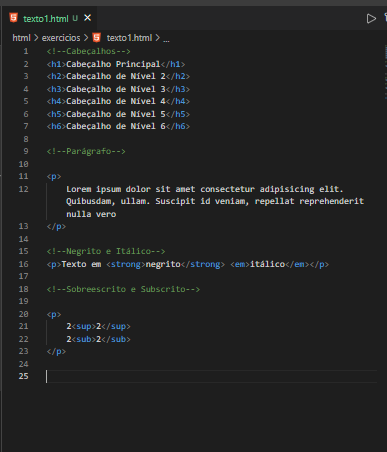 texto1.html U ×
html > exercicios > texto1.html > ...
1 <!--Cabeçalhos-->
2 <h1>Cabeçalho Principal</h1>
3 <h2>Cabeçalho de Nível 2</h2>
4 <h3>Cabeçalho de Nível 3</h3>
5 <h4>Cabeçalho de Nível 4</h4>
6 <h5>Cabeçalho de Nível 5</h5>
7 <h6>Cabeçalho de Nível 6</h6>
8
9 <!--Parágrafo-->
10
11 <p>
12 Lorem ipsum dolor sit amet consectetur adipisicing elit.
Quibusdam, ullam. Suscipit id veniam, repellat reprehenderit
nulla vero
13 </p>
14
15 <!--Negrito e Itálico-->
16 <p>Texto em <strong>negrito</strong> <em>itálico</em></p>
17
18 <!--Sobreescrito e Subscrito-->
19
20 <p>
21 2<sup>2</sup>
22 2<sub>2</sub>
23 </p>
24
25